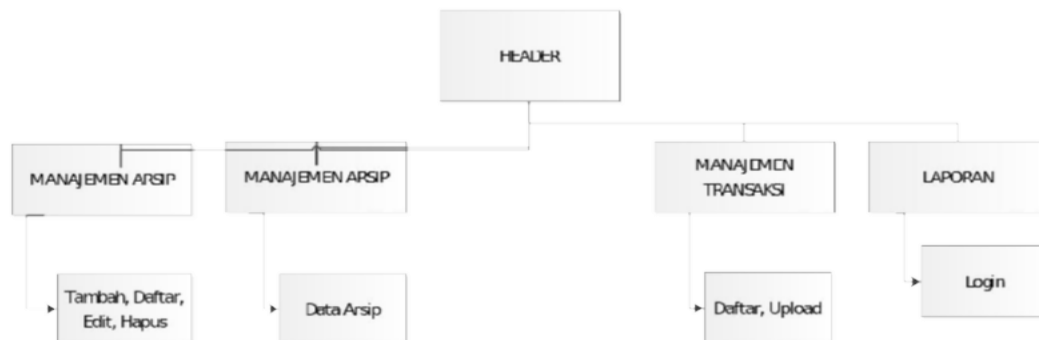 HEADER
MANAJEMEN ARSIP
MANAJEMEN ARSIP
MANAJEMEN
TRANSAKSI
LAPORAN
Tambah, Daftar,
Edit, Hapus
Data Arsip
Daftar, Upload
Login